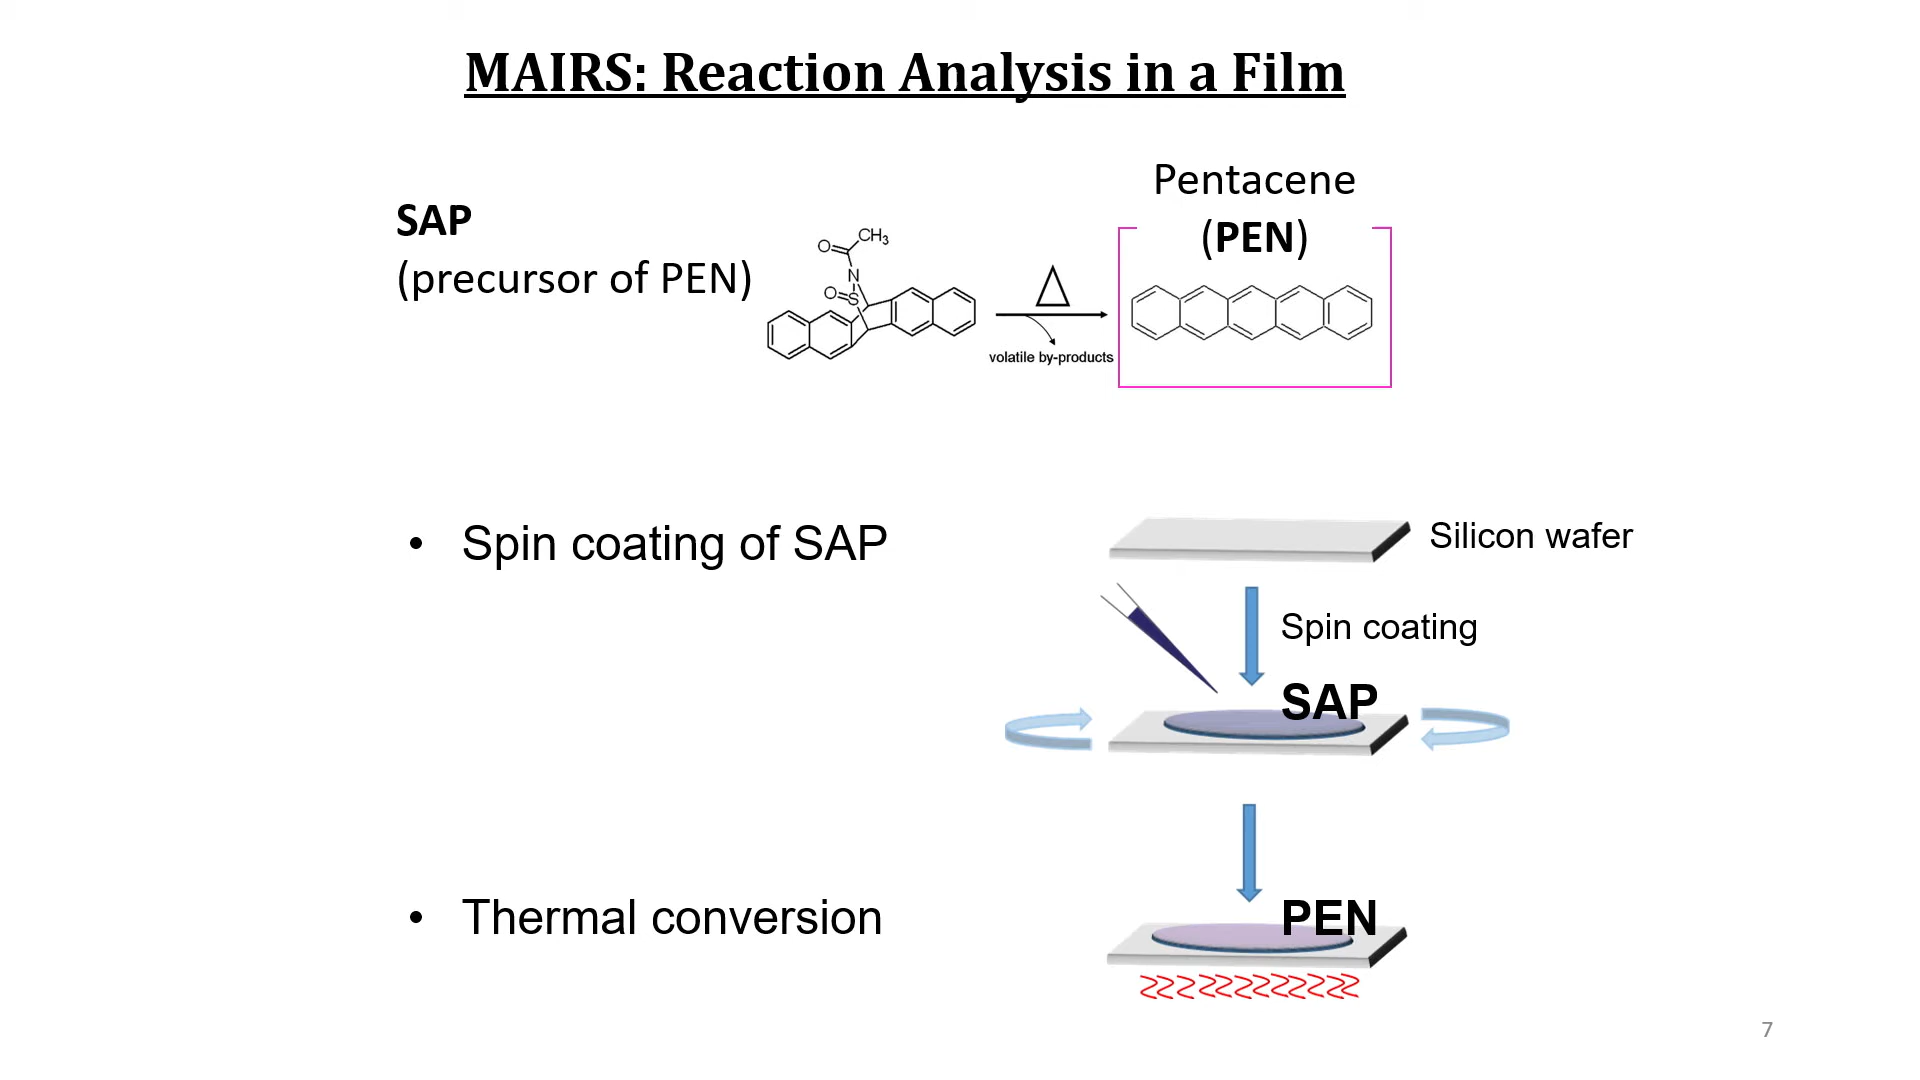 MAIRS: Reaction Analysis in a Film
SAP
(precursor of PEN)
O
CH3
N
O
S
volatile by-products
Pentacene
(PEN)
• Spin coating of SAP
Silicon wafer
Spin coating
SAP
• Thermal conversion
PEN
7